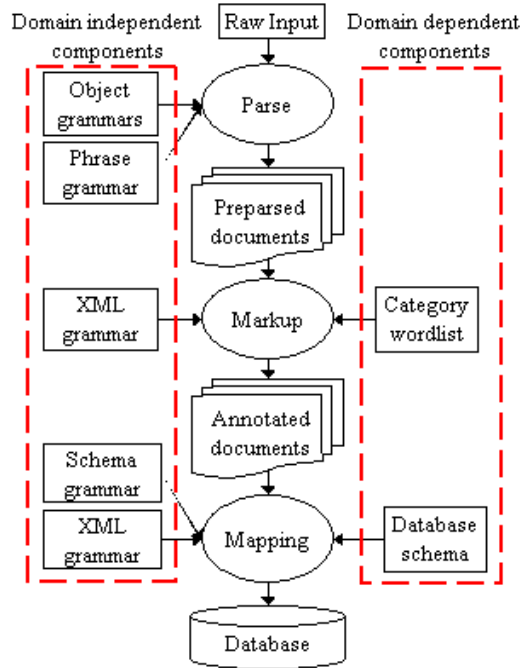 Domain independent
components
Raw Input
Domain dependent
components
Object
grammars
Parse
Phrase
grammar
Preparsed
documents
XML
grammar
Markup
Category
wordlist
Annotated
documents
Schema
grammar
XML
grammar
Mapping
Database
schema
Database